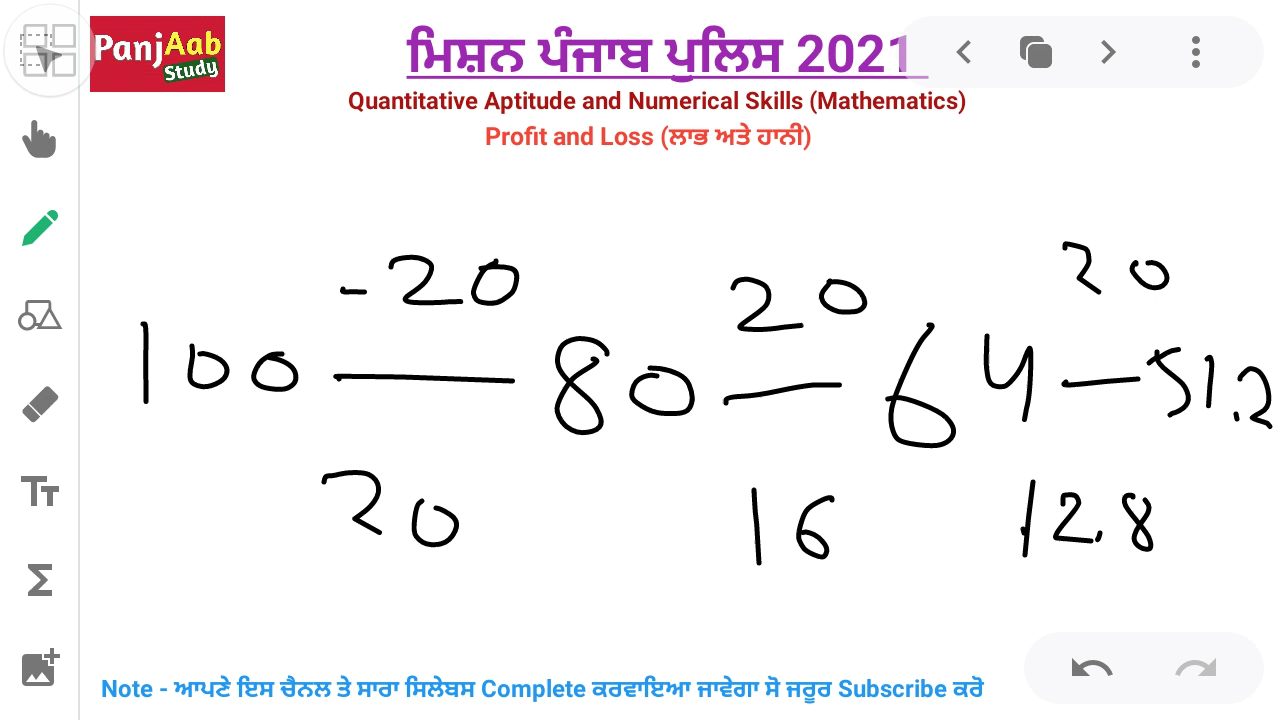 PanjAab
Study
ਮਿਸ਼ਨ ਪੰਜਾਬ ਪੁਲਿਸ 2021
Quantitative Aptitude and Numerical Skills (Mathematics)
Profit and Loss (ਲਾਭ ਅਤੇ ਹਾਨੀ)
-20 20 20
100 — 80 — 64 — 51.2
20 16 12.8
Tт
Σ
Note - ਆਪਣੇ ਇਸ ਚੈਨਲ ਤੇ ਸਾਰਾ ਸਿਲੇਬਸ Complete ਕਰਵਾਇਆ ਜਾਵੇਗਾ ਸੋ ਜਰੂਰ Subscribe ਕਰੋ